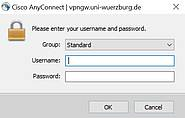 Cisco AnyConnect | vpngw.uni-wuerzburg.de
Please enter your username and password.
Group: Standard
Username:
Password:
OK Cancel